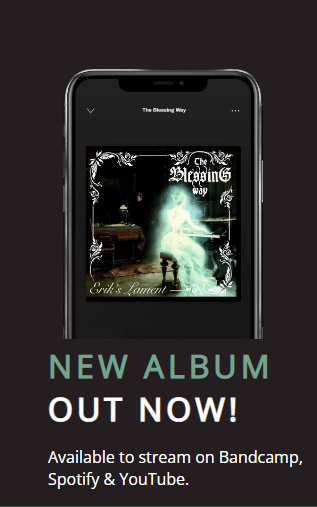 The Blessing Way
The
BlessinG
way
Erik's Lament
NEW ALBUM
OUT NOW!
Available to stream on Bandcamp,
Spotify & YouTube.